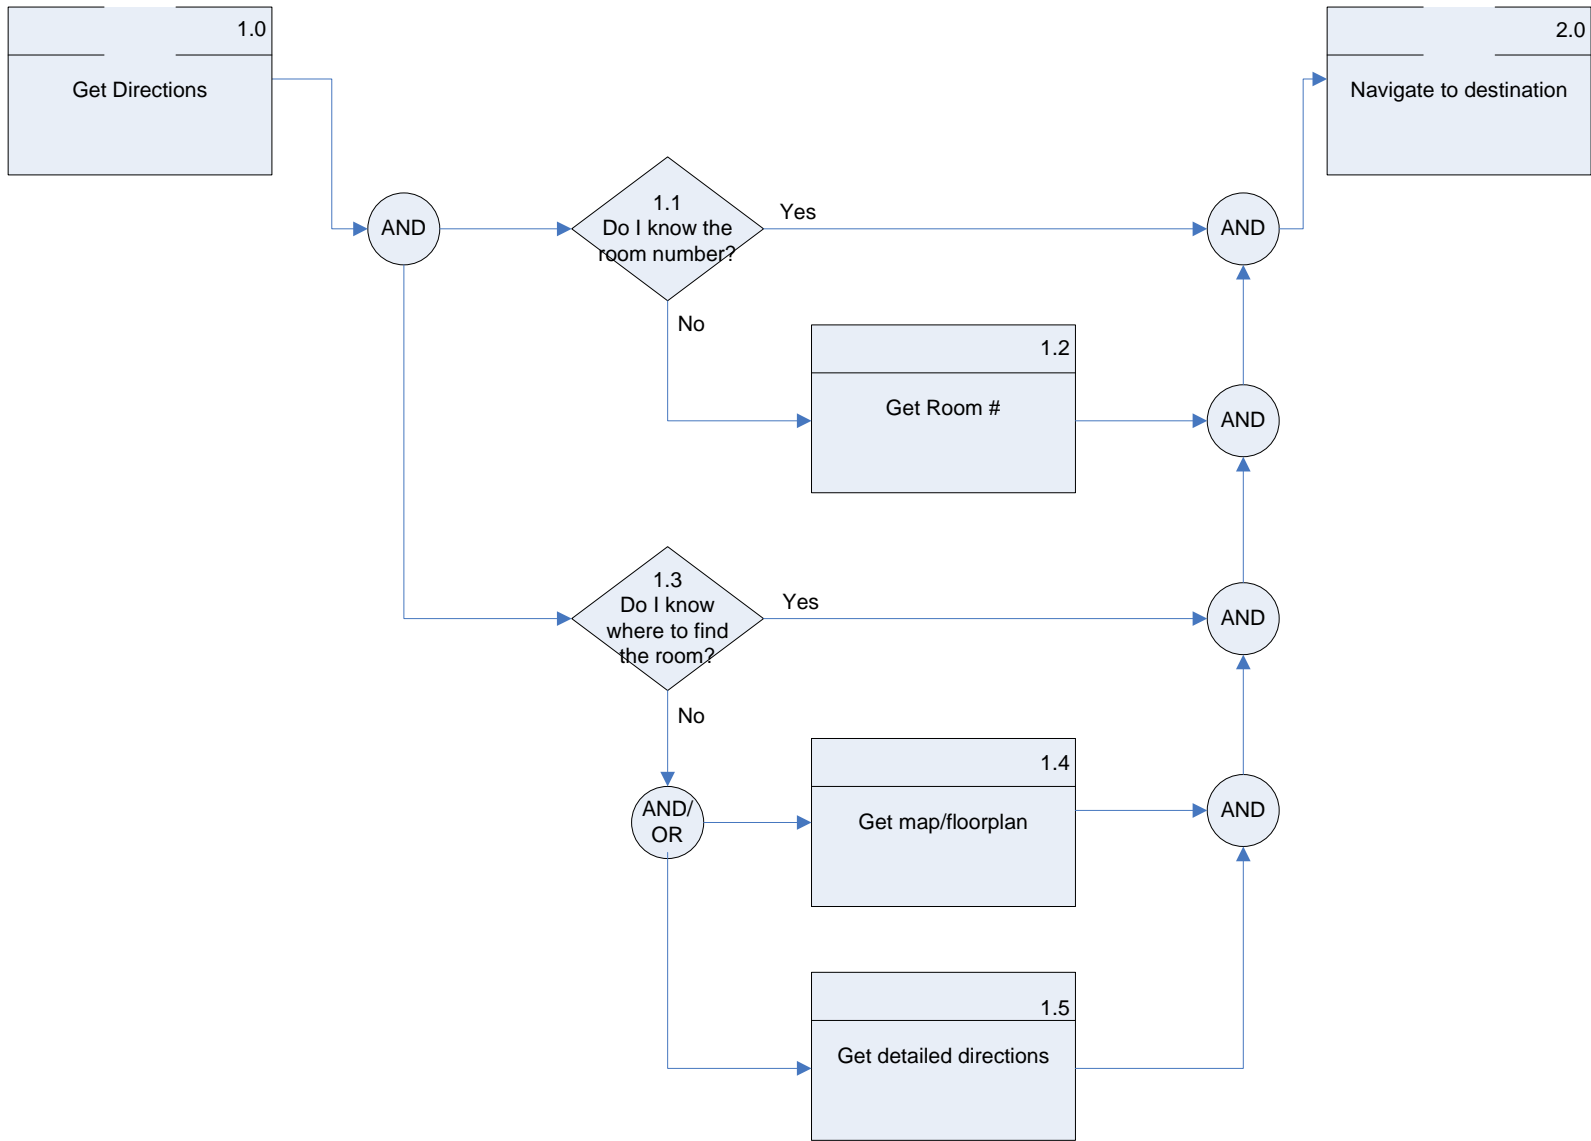 1.0
Get Directions
2.0
Navigate to destination
AND
1.1
Do I know the
room number?
Yes
AND
No
1.2
Get Room #
AND
1.3
Do I know
where to find
the room?
Yes
AND
No
AND/
OR
1.4
Get map/floorplan
AND
1.5
Get detailed directions